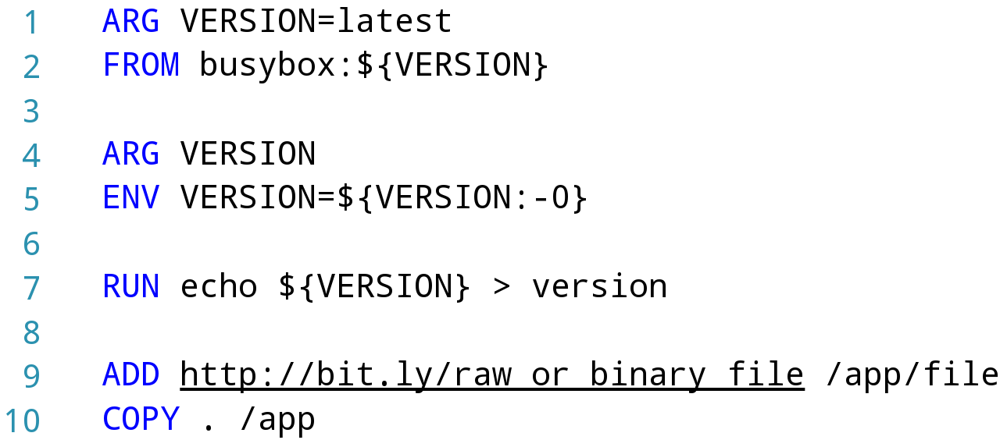 1 ARG VERSION=latest
2 FROM busybox:${VERSION}
3
4 ARG VERSION
5 ENV VERSION=${VERSION:-0}
6
7 RUN echo ${VERSION} > version
8
9 ADD http://bit.ly/raw_or_binary_file /app/file
10 COPY . /app